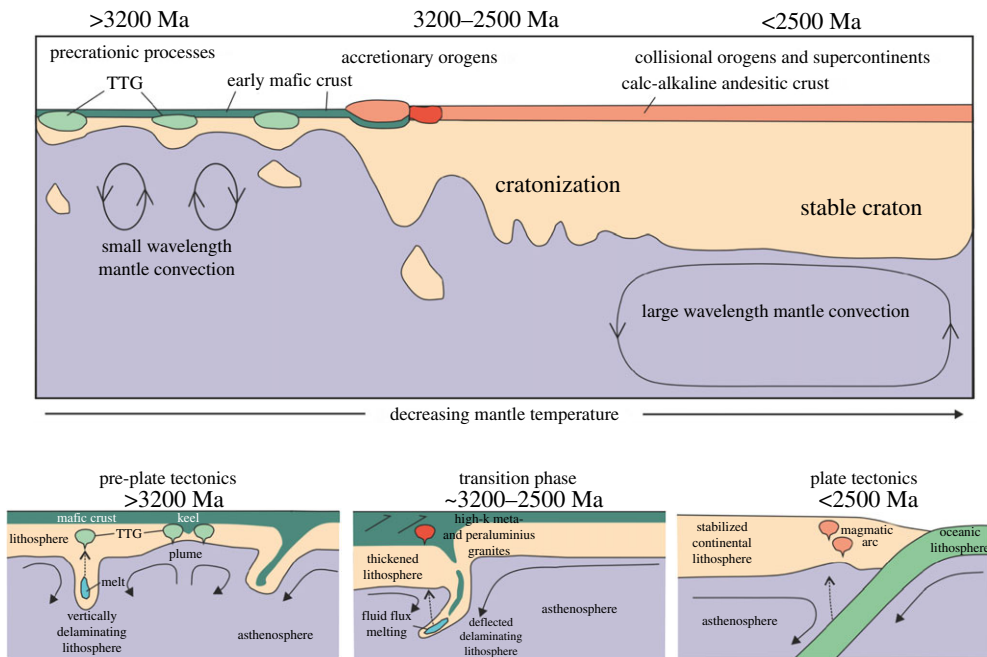 >3200 Ma
3200–2500 Ma
<2500 Ma
precrationic processes
accretionary orogens
collisional orogens and supercontinents
TTG
early mafic crust
calc-alkaline andesitic crust
cratonization
stable craton
small wavelength
mantle convection
large wavelength mantle convection
decreasing mantle temperature
pre-plate tectonics
>3200 Ma
mafic crust
keel
lithosphere
TTG
plume
melt
vertically
delaminating
lithosphere
asthenosphere
transition phase
~3200–2500 Ma
high-k meta-
and peraluminius
granites
thickened
lithosphere
fluid flux
melting
deflected
delaminating
lithosphere
asthenosphere
plate tectonics
<2500 Ma
stabilized
continental
lithosphere
magmatic
arc
oceanic
lithosphere
asthenosphere